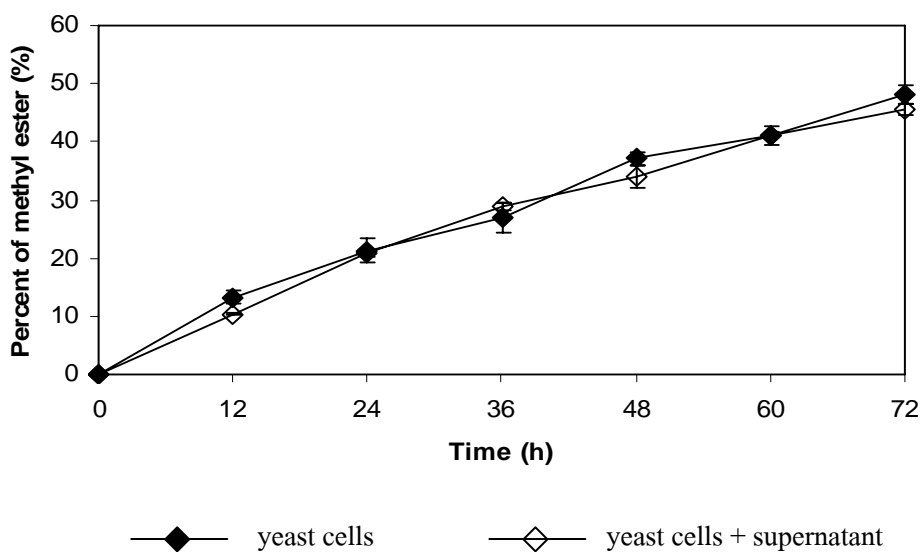 60
50
40
30
20
10
0
Percent of methyl ester (%)
0 12 24 36 48 60 72
Time (h)
yeast cells yeast cells + supernatant